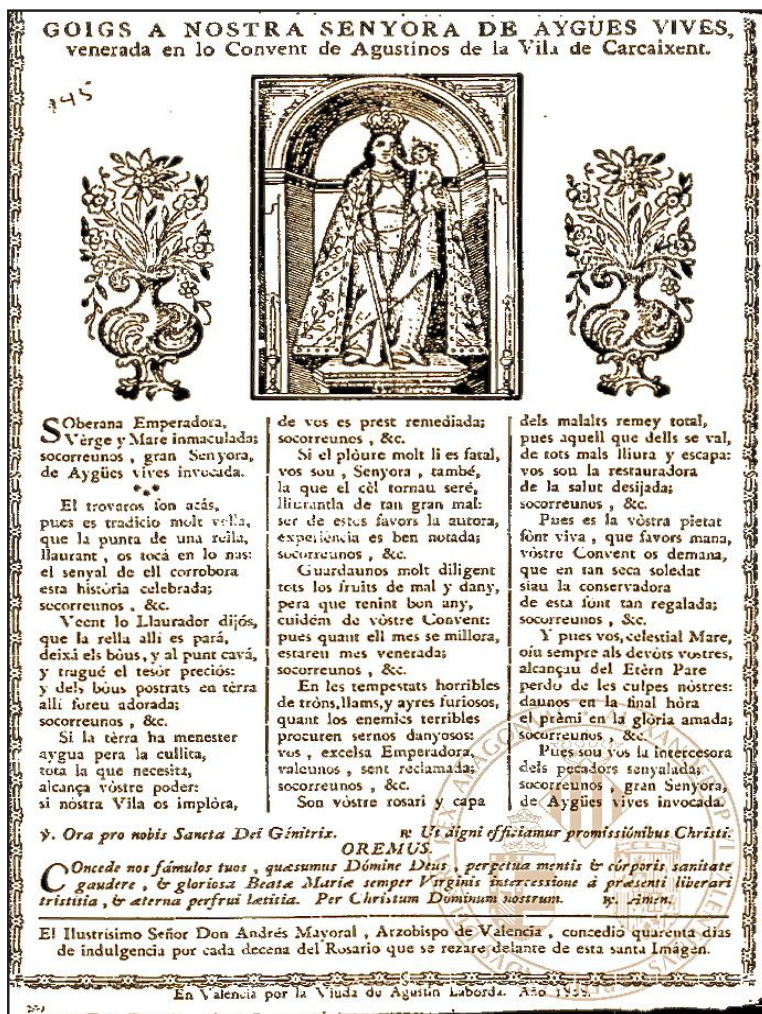 GOIGS A NOSTRA SENYORA DE AYGUES VIVES,
venerada en lo Convent de Agustinos de la Vila de Carcaixent.
145
SOberana Emperadora,
Vèrge y Mare inmaculada;
socorreunos, gran Senyora,
de Aygües vives invocada.
El trovaros fon acás,
pues es tradicio molt vella,
que la punta de una rella,
llaurant, os tocá en lo nas:
el senyal de ell corrobora
esta história celebrada;
socorreunos, &c.
Veent lo Llaurador dijós,
que la rella alli es pará,
deixá els bòus, y al punt cavá,
y tragué el tesòr preciós:
y dels bòus postrats en tèrra
alli foreu adorada;
socorreunos, &c.
Si la tèrra ha menester
aygua pera la cullita,
tota la que necesita,
alcança vòstre poder:
si nòstra Vila os implòra,
de vos es prest remediada;
socorreunos, &c.
Si el plòure molt li es fatal,
vos sou, Senyora, també,
la que el cèl tornau seré,
lliurantla de tan gran mal:
ser de estos favors la autora,
experiència es ben notada;
socorreunos, &c.
Guardaunos molt diligent
tots los fruits de mal y dany,
pera que tenint bon any,
cuidém de vòstre Convent:
pues quant ell mes se millora,
estareu mes venerada;
socorreunos, &c.
En les tempestats horribles
de tròns, llams, y ayres furiosos,
quant los enemics terribles
procuren sernos danyosos:
vos, excelsa Emperadora,
valeunos, sent reclamada;
socorreunos, &c.
Son vòstre rosari y capa
dels malalts remey total,
pues aquell que dells se val,
de tots mals lliura y escapa:
vos sou la restauradora
de la salut desijada;
socorreunos, &c.
Pues es la vòstra pietat
fònt viva, que favors mana,
vòstre Convent os demana,
que en tan seca soledat
siau la conservadora
de esta fònt tan regalada;
socorreunos, &c.
Y pues vos, celestial Mare,
oiu sempre als devòts vostres,
alcançau del Etèrn Pare
perdo de les culpes nòstres:
daunos en la final hòra
el prèmi en la glòria amada;
socorreunos, &c.
Pues sou vos la intercesora
dels pecadors senyalada;
socorreunos, gran Senyora,
de Aygües vives invocada.
℣. Ora pro nobis Sancta Dei Génitrix. ℟. Ut digni efficiamur promissiónibus Christi.
OREMUS.
COncede nos fámulos tuos, quæsumus Dómine Deus, perpetua mentis & córporis sanitate
gaudere, & gloriosa Beatæ Mariæ semper Virginis intercessione à præsenti liberari
tristitia, & æterna perfrui lætitia. Per Christum Dominum nostrum. ℟. Amen.
El Ilustrísimo Señor Don Andrés Mayoral, Arzobispo de Valencia, concedió quarenta dias
de indulgencia por cada decena del Rosario que se rezare delante de esta santa Imágen.
En Valencia por la Viuda de Agustin Laborda. Año